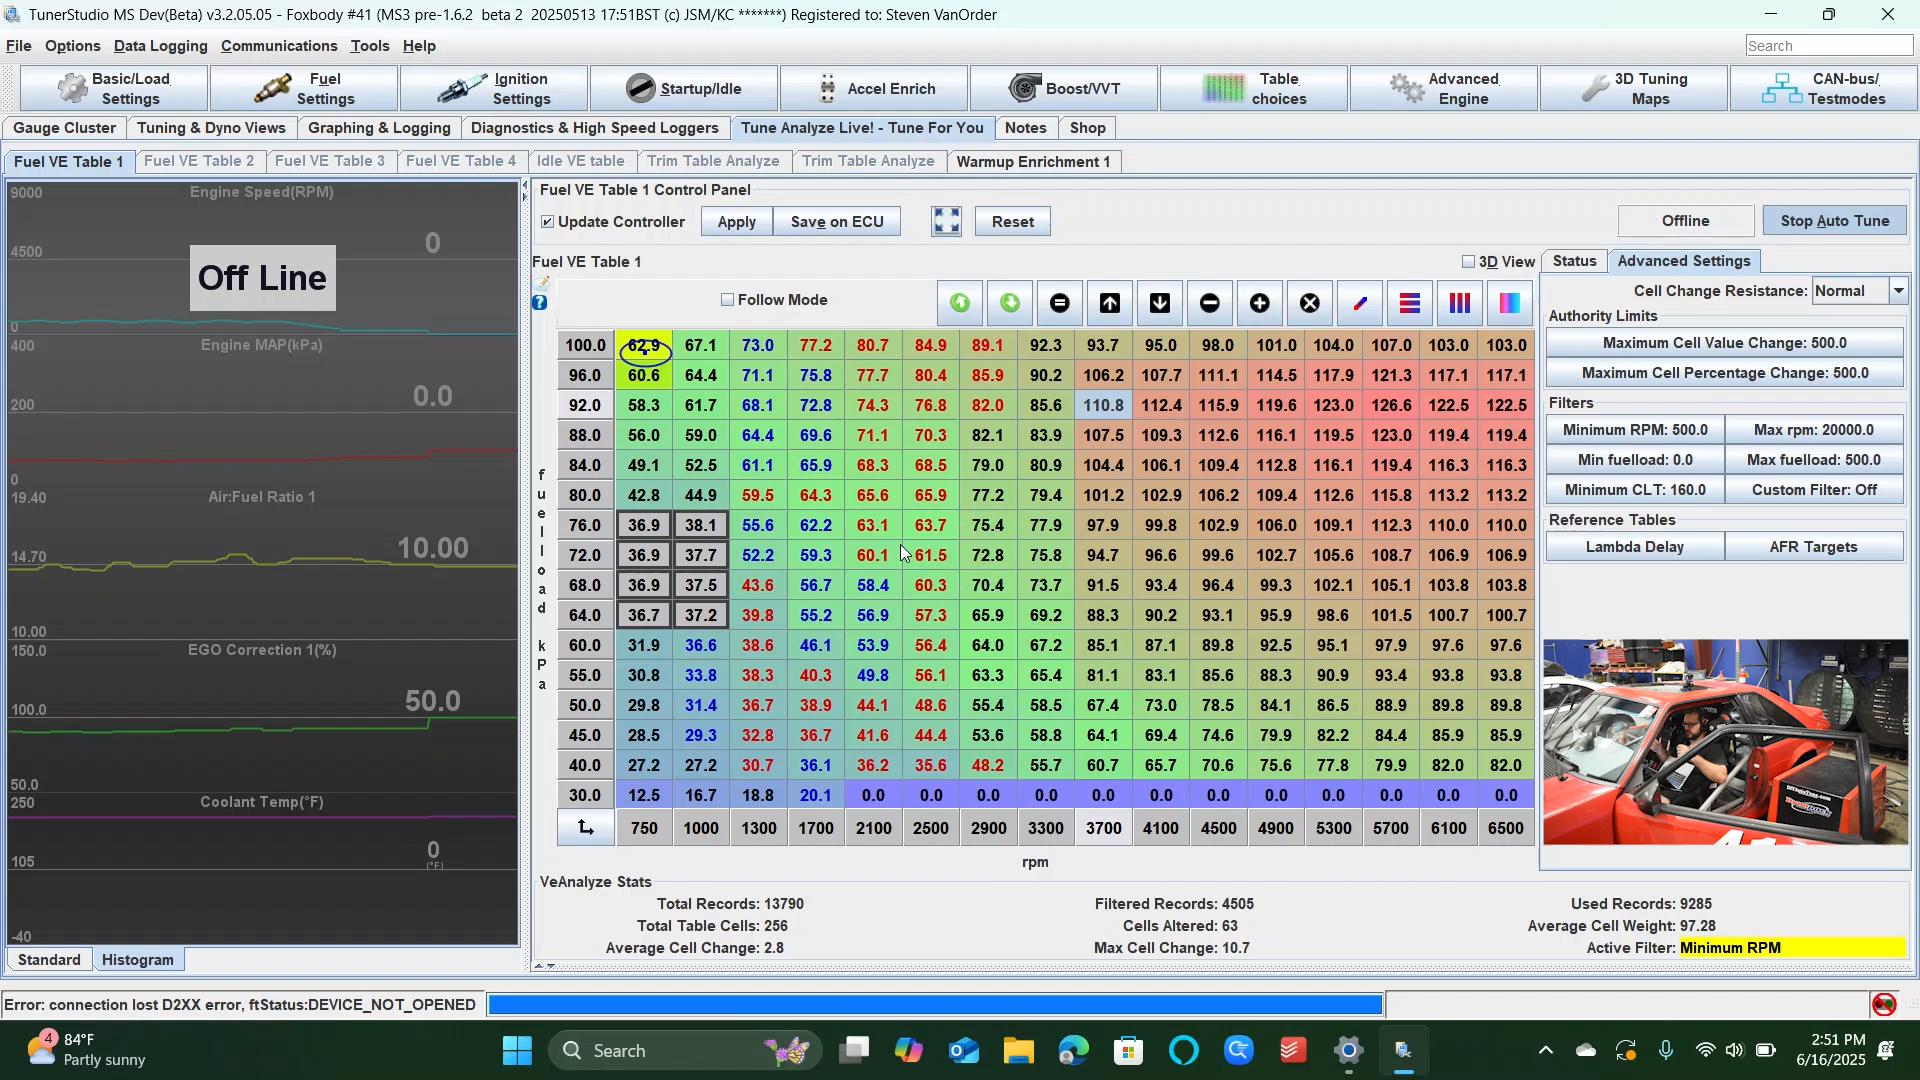 TunerStudio MS Dev(Beta) v3.2.05.05 - Foxbody #41 (MS3 pre-1.6.2 beta 2 20250513 17:51BST (c) JSM/KC *******) Registered to: Steven VanOrder
File Options Data Logging Communications Tools Help Search
Basic/Load Settings Fuel Settings Ignition Settings Startup/Idle Accel Enrich Boost/VVT Table choices Advanced Engine 3D Tuning Maps CAN-bus/ Testmodes
Gauge Cluster Tuning & Dyno Views Graphing & Logging Diagnostics & High Speed Loggers Tune Analyze Live! - Tune For You Notes Shop
Fuel VE Table 1 Fuel VE Table 2 Fuel VE Table 3 Fuel VE Table 4 Idle VE table Trim Table Analyze Trim Table Analyze Warmup Enrichment 1
9000 Engine Speed(RPM)
0
4500
Off Line
0
400 Engine MAP(kPa)
0.0
200
0
19.40 Air:Fuel Ratio 1
14.70 10.00
10.00
150.0 EGO Correction 1(%)
100.0 50.0
50.0
250 Coolant Temp(°F)
0
(°F)
105
-40
Standard Histogram
Fuel VE Table 1 Control Panel
Update Controller Apply Save on ECU Reset Offline Stop Auto Tune
Fuel VE Table 1 3D View
Follow Mode
100.0 62.9 67.1 73.0 77.2 80.7 84.9 89.1 92.3 93.7 95.0 98.0 101.0 104.0 107.0 103.0 103.0
96.0 60.6 64.4 71.1 75.8 77.7 80.4 85.9 90.2 106.2 107.7 111.1 114.5 117.9 121.3 117.1 117.1
92.0 58.3 61.7 68.1 72.8 74.3 76.8 82.0 85.6 110.8 112.4 115.9 119.6 123.0 126.6 122.5 122.5
88.0 56.0 59.0 64.4 69.6 71.1 70.3 82.1 83.9 107.5 109.3 112.6 116.1 119.5 123.0 119.4 119.4
84.0 49.1 52.5 61.1 65.9 68.3 68.5 79.0 80.9 104.4 106.1 109.4 112.8 116.1 119.4 116.3 116.3
80.0 42.8 44.9 59.5 64.3 65.6 65.9 77.2 79.4 101.2 102.9 106.2 109.4 112.6 115.8 113.2 113.2
76.0 36.9 38.1 55.6 62.2 63.1 63.7 75.4 77.9 97.9 99.8 102.9 106.0 109.1 112.3 110.0 110.0
72.0 36.9 37.7 52.2 59.3 60.1 61.5 72.8 75.8 94.7 96.6 99.6 102.7 105.6 108.7 106.9 106.9
68.0 36.9 37.5 43.6 56.7 58.4 60.3 70.4 73.7 91.5 93.4 96.4 99.3 102.1 105.1 103.8 103.8
64.0 36.7 37.2 39.8 55.2 56.9 57.3 65.9 69.2 88.3 90.2 93.1 95.9 98.6 101.5 100.7 100.7
60.0 31.9 36.6 38.6 46.1 53.9 56.4 64.0 67.2 85.1 87.1 89.8 92.5 95.1 97.9 97.6 97.6
55.0 30.8 33.8 38.3 40.3 49.8 56.1 63.3 65.4 81.1 83.1 85.6 88.3 90.9 93.4 93.8 93.8
50.0 29.8 31.4 36.7 38.9 44.1 48.6 55.4 58.5 67.4 73.0 78.5 84.1 86.5 88.9 89.8 89.8
45.0 28.5 29.3 32.8 36.7 41.6 44.4 53.6 58.8 64.1 69.4 74.6 79.9 82.2 84.4 85.9 85.9
40.0 27.2 27.2 30.7 36.1 36.2 35.6 48.2 55.7 60.7 65.7 70.6 75.6 77.8 79.9 82.0 82.0
30.0 12.5 16.7 18.8 20.1 0.0 0.0 0.0 0.0 0.0 0.0 0.0 0.0 0.0 0.0 0.0 0.0
750 1000 1300 1700 2100 2500 2900 3300 3700 4100 4500 4900 5300 5700 6100 6500
fuelload kPa
rpm
Status Advanced Settings
Cell Change Resistance: Normal
Authority Limits
Maximum Cell Value Change: 500.0
Maximum Cell Percentage Change: 500.0
Filters
Minimum RPM: 500.0 Max rpm: 20000.0
Min fuelload: 0.0 Max fuelload: 500.0
Minimum CLT: 160.0 Custom Filter: Off
Reference Tables
Lambda Delay AFR Targets
VeAnalyze Stats
Total Records: 13790 Filtered Records: 4505 Used Records: 9285
Total Table Cells: 256 Cells Altered: 63 Average Cell Weight: 97.28
Average Cell Change: 2.8 Max Cell Change: 10.7 Active Filter: Minimum RPM
Error: connection lost D2XX error, ftStatus:DEVICE_NOT_OPENED
4 84°F
Partly sunny
Search
2:51 PM
6/16/2025